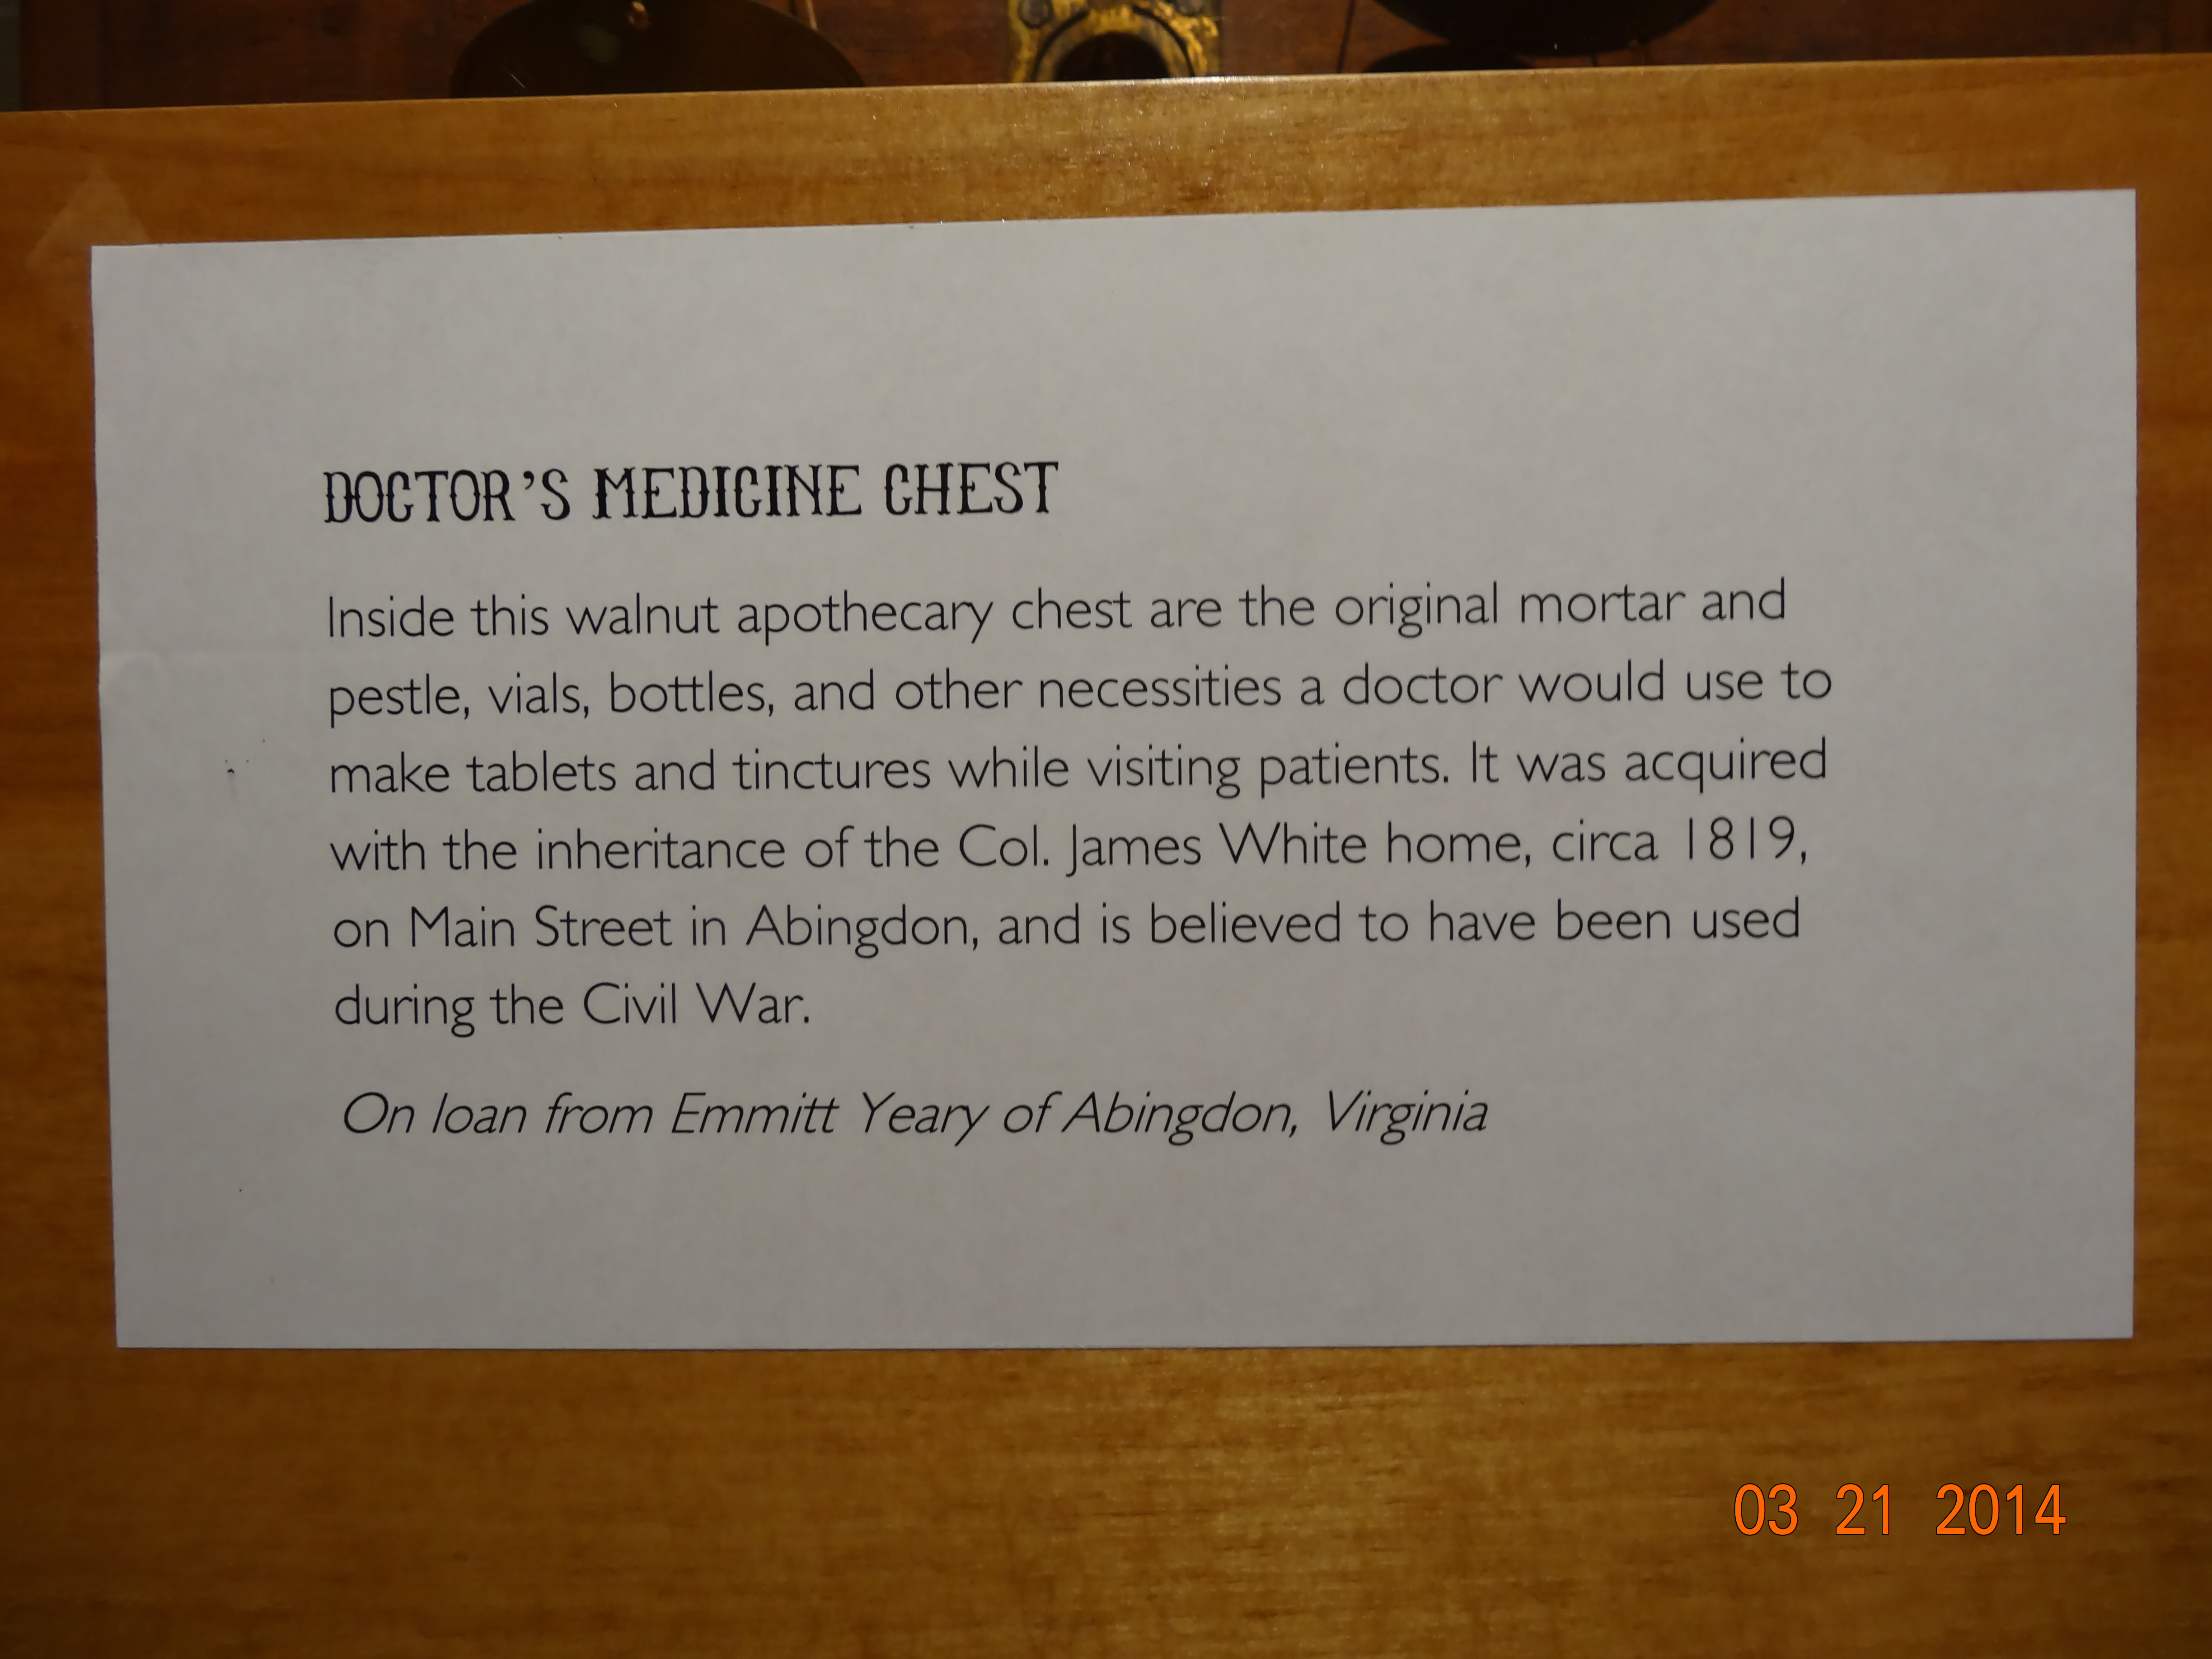 DOCTOR'S MEDICINE CHEST
Inside this walnut apothecary chest are the original mortar and
pestle, vials, bottles, and other necessities a doctor would use to
make tablets and tinctures while visiting patients. It was acquired
with the inheritance of the Col. James White home, circa 1819,
on Main Street in Abingdon, and is believed to have been used
during the Civil War.
On loan from Emmitt Yeary of Abingdon, Virginia
03 21 2014